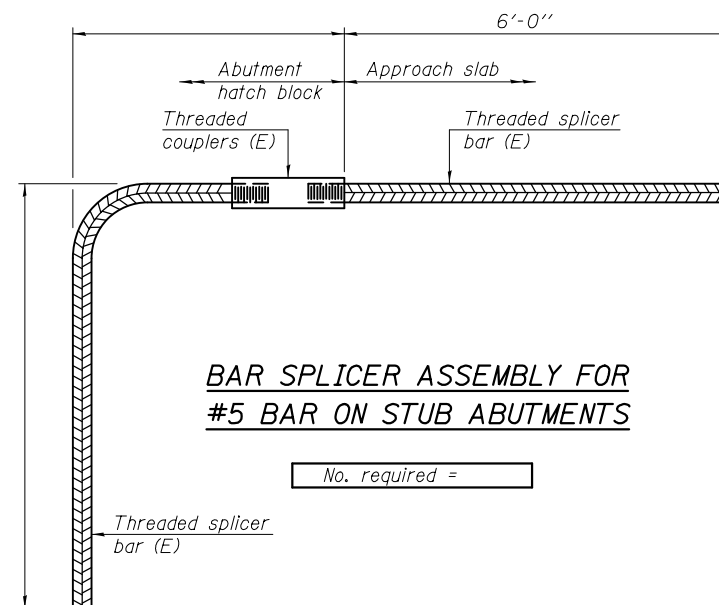 6'-0''
Abutment
hatch block
Approach slab
Threaded
couplers (E)
Threaded splicer
bar (E)
BAR SPLICER ASSEMBLY FOR
#5 BAR ON STUB ABUTMENTS
No. required =
Threaded splicer
bar (E)